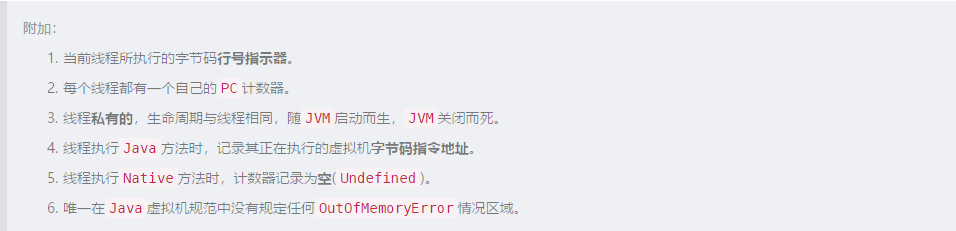 附加：
1. 当前线程所执行的字节码行号指示器。
2. 每个线程都有一个自己的 PC 计数器。
3. 线程私有的，生命周期与线程相同，随 JVM 启动而生， JVM 关闭而死。
4. 线程执行 Java 方法时，记录其正在执行的虚拟机字节码指令地址。
5. 线程执行 Native 方法时，计数器记录为空( Undefined )。
6. 唯一在 Java 虚拟机规范中没有规定任何 OutOfMemoryError 情况区域。